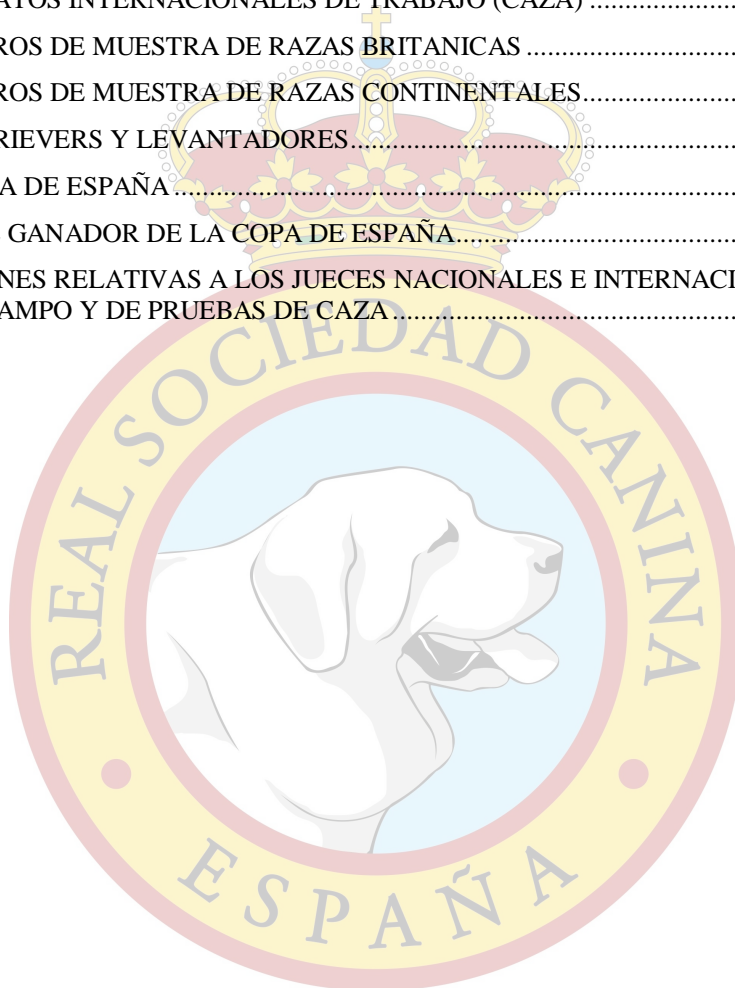 ATOS INTERNACIONALES DE TRABAJO (CAZA) ....................
ROS DE MUESTRA DE RAZAS BRITANICAS ................................
ROS DE MUESTRA DE RAZAS CONTINENTALES.......................
RIEVERS Y LEVANTADORES..........................................................
A DE ESPAÑA .......................................................................................
GANADOR DE LA COPA DE ESPAÑA..........................................
NES RELATIVAS A LOS JUECES NACIONALES E INTERNACI
AMPO Y DE PRUEBAS DE CAZA .....................................................
REAL SOCIEDAD CANINA
• ESPAÑA •